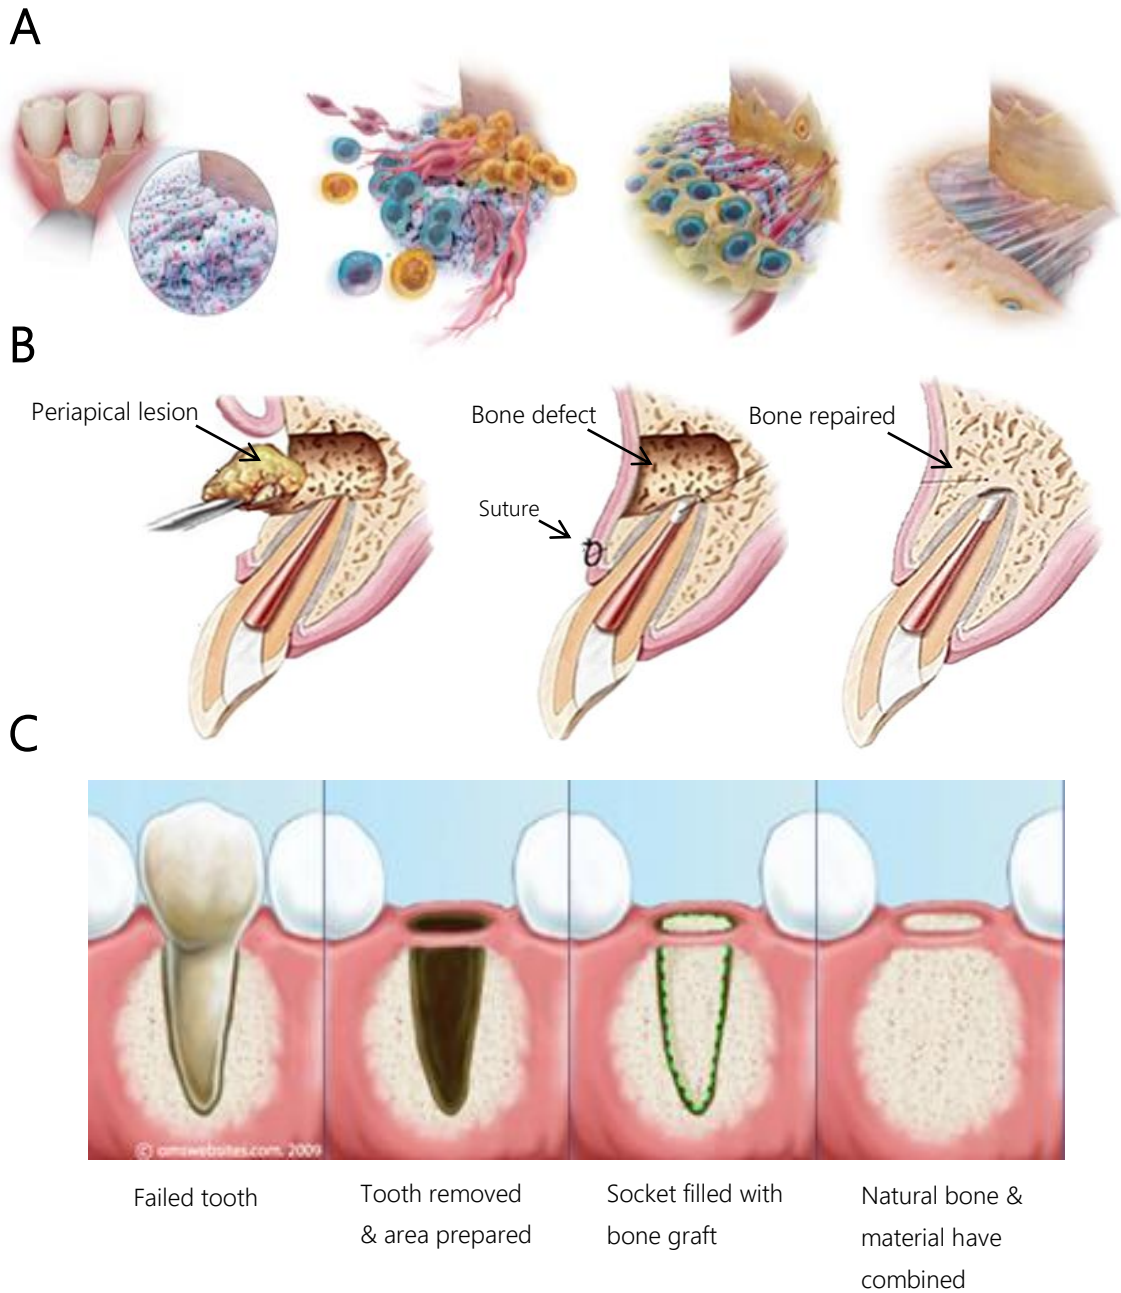 A
B
Periapical lesion
Bone defect
Bone repaired
Suture
C
© omswebsites.com, 2009
Failed tooth
Tooth removed
& area prepared
Socket filled with
bone graft
Natural bone &
material have
combined